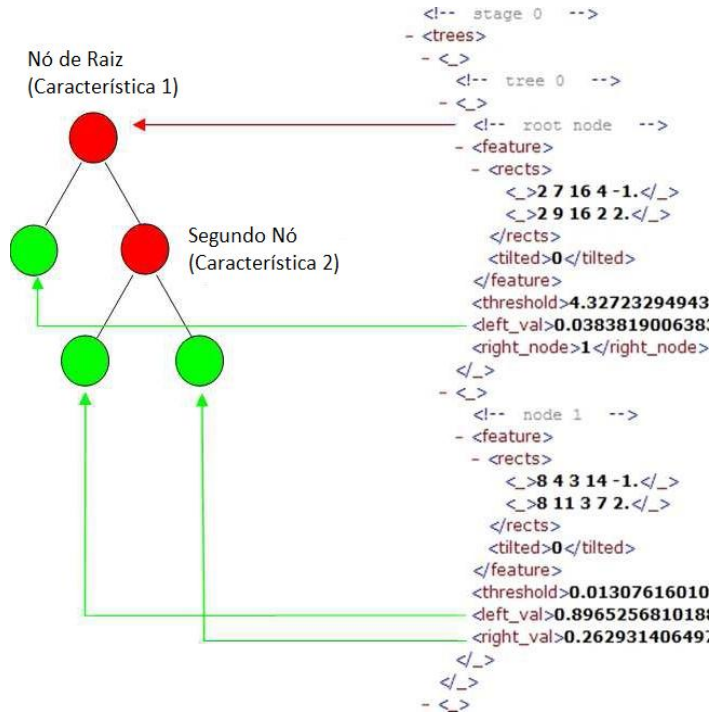 Nó de Raiz
(Característica 1)
Segundo Nó
(Característica 2)
<!-- stage 0 -->
- <trees>
- <_>
<!-- tree 0 -->
- <_>
<!-- root node -->
- <feature>
- <rects>
<_>2 7 16 4 -1.</_>
<_>2 9 16 2 2.</_>
</rects>
<tilted>0</tilted>
</feature>
<threshold>4.32723294943
<left_val>0.0383819006383
<right_node>1</right_node>
</_>
- <_>
<!-- node 1 -->
- <feature>
- <rects>
<_>8 4 3 14 -1.</_>
<_>8 11 3 7 2.</_>
</rects>
<tilted>0</tilted>
</feature>
<threshold>0.01307616010
<left_val>0.8965256810188
<right_val>0.262931406497
</_>
</_>
- <_>